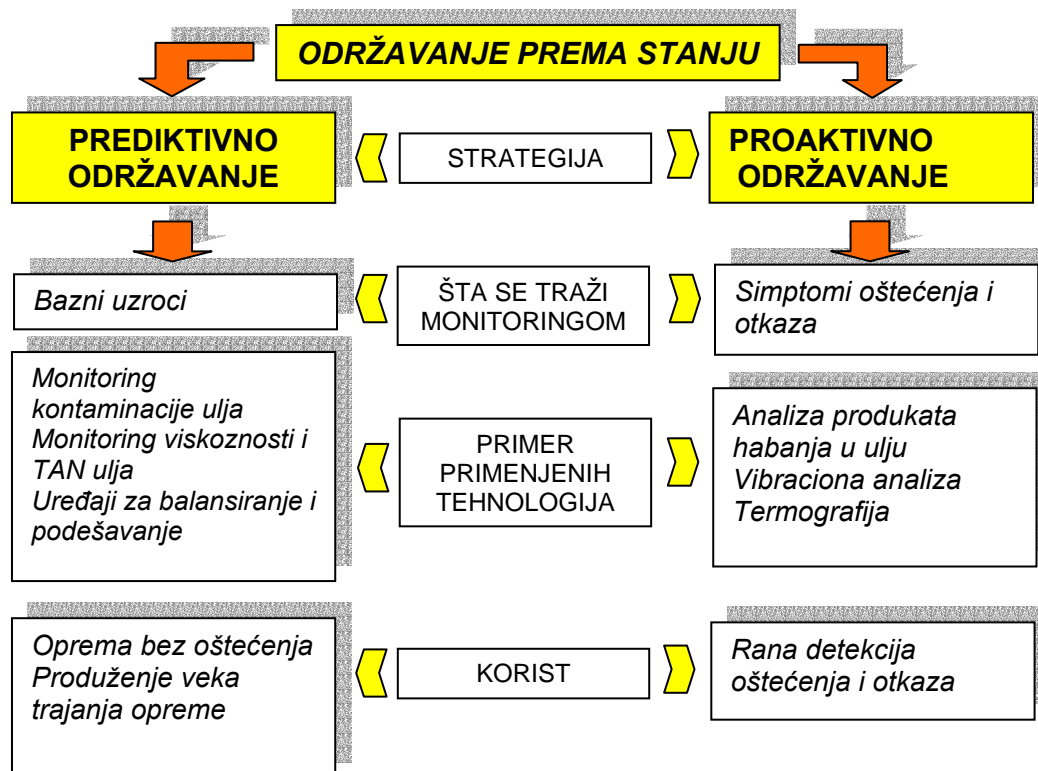 ODRŽAVANJE PREMA STANJU
PREDIKTIVNO
ODRŽAVANJE
STRATEGIJA
PROAKTIVNO
ODRŽAVANJE
Bazni uzroci
ŠTA SE TRAŽI
MONITORINGOM
Simptomi oštećenja i
otkaza
Monitoring
kontaminacije ulja
Monitoring viskoznosti i
TAN ulja
Uređaji za balansiranje i
podešavanje
PRIMER
PRIMENJENIH
TEHNOLOGIJA
Analiza produkata
habanja u ulju
Vibraciona analiza
Termografija
Oprema bez oštećenja
Produženje veka
trajanja opreme
KORIST
Rana detekcija
oštećenja i otkaza